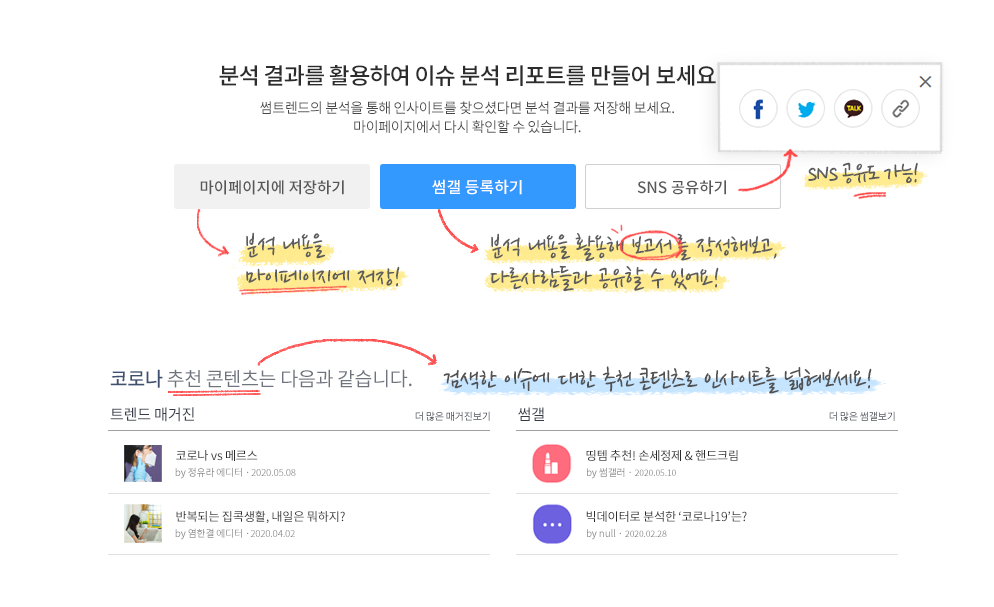 분석 결과를 활용하여 이슈 분석 리포트를 만들어 보세요
썸트렌드의 분석을 통해 인사이트를 찾으셨다면 분석 결과를 저장해 보세요.
마이페이지에서 다시 확인할 수 있습니다.
TALK
마이페이지에 저장하기
썸갤 등록하기
SNS 공유하기
SNS 공유도 가능!
분석 내용을
마이페이지에 저장!
분석 내용을 활용해 보고서를 작성해보고,
다른사람들과 공유할 수 있어요!
코로나 추천 콘텐츠는 다음과 같습니다.
검색한 이슈에 대한 추천 콘텐츠로 인사이트를 넓혀보세요!
트렌드 매거진
더 많은 매거진보기
코로나 vs 메르스
by 정유라 에디터 · 2020.05.08
반복되는 집콕생활, 내일은 뭐하지?
by 염한결 에디터 · 2020.04.02
썸갤
더 많은 썸갤보기
띵템 추천! 손세정제 & 핸드크림
by 썸갤러 · 2020.05.10
빅데이터로 분석한 ‘코로나19’는?
by null · 2020.02.28